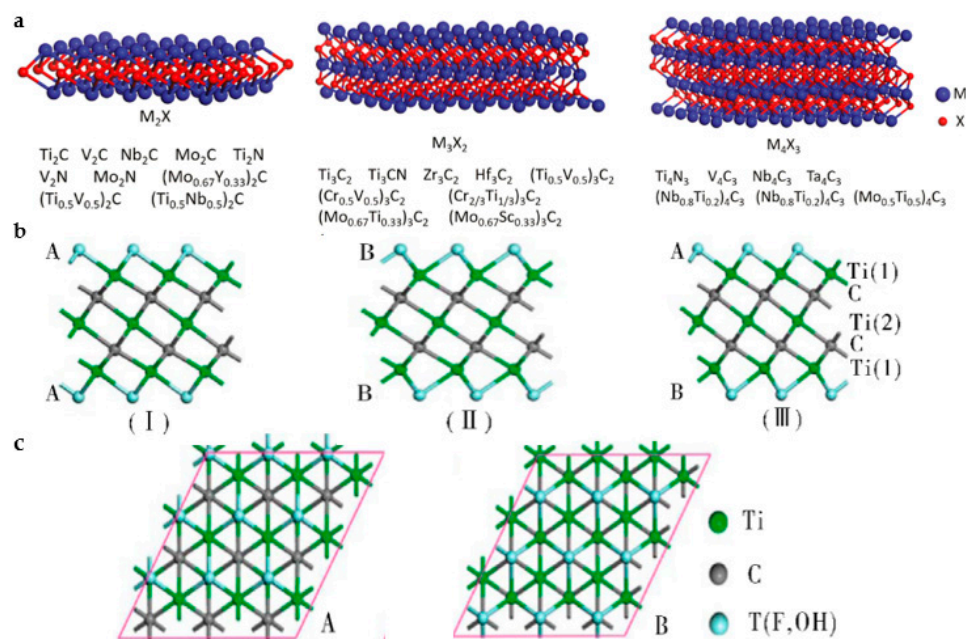 a
M
X
M₂X
M₃X₂
M₄X₃
Ti₂C V₂C Nb₂C Mo₂C Ti₂N
V₂N Mo₂N (Mo₀.₆₇Y₀.₃₃)₂C
(Ti₀.₅V₀.₅)₂C (Ti₀.₅Nb₀.₅)₂C
Ti₃C₂ Ti₃CN Zr₃C₂ Hf₃C₂ (Ti₀.₅V₀.₅)₃C₂
(Cr₀.₅V₀.₅)₃C₂ (Cr₂/₃Ti₁/₃)₃C₂
(Mo₀.₆₇Ti₀.₃₃)₃C₂ (Mo₀.₆₇Sc₀.₃₃)₃C₂
Ti₄N₃ V₄C₃ Nb₄C₃ Ta₄C₃
(Nb₀.₈Ti₀.₂)₄C₃ (Nb₀.₈Ti₀.₂)₄C₃ (Mo₀.₅Ti₀.₅)₄C₃
b
A
A
(Ⅰ)
B
B
(Ⅱ)
A
B
Ti(1)
C
Ti(2)
C
Ti(1)
(Ⅲ)
c
A
B
Ti
C
T(F,OH)